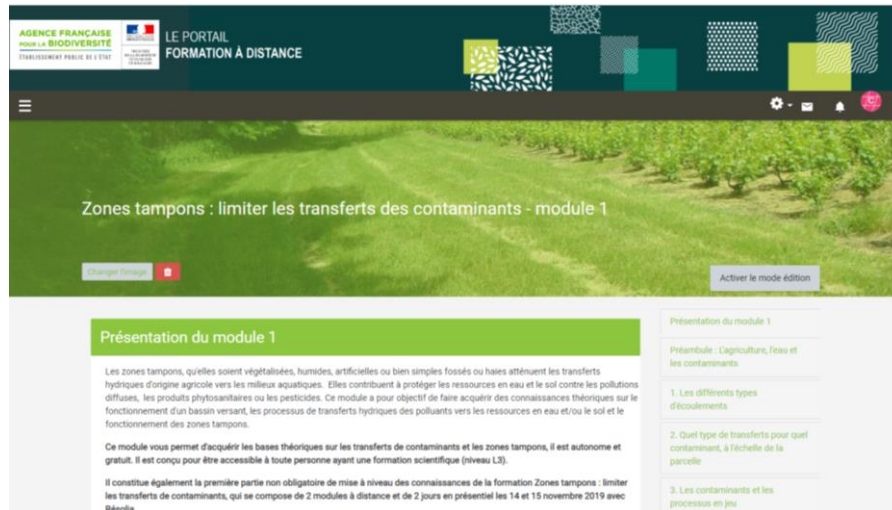 AGENCE FRANÇAISE
POUR LA BIODIVERSITÉ
ÉTABLISSEMENT PUBLIC DE L'ÉTAT
LE PORTAIL
FORMATION À DISTANCE
Zones tampons : limiter les transferts des contaminants - module 1
Changer l'image
Activer le mode édition
Présentation du module 1
Les zones tampons, qu'elles soient végétalisées, humides, artificielles ou bien simples fossés ou haies atténuent les transferts
hydriques d'origine agricole vers les milieux aquatiques. Elles contribuent à protéger les ressources en eau et le sol contre les pollutions
diffuses, les produits phytosanitaires ou les pesticides. Ce module a pour objectif de faire acquérir des connaissances théoriques sur le
fonctionnement d'un bassin versant, les processus de transferts hydriques des polluants vers les ressources en eau et/ou le sol et le
fonctionnement des zones tampons.
Ce module vous permet d'acquérir les bases théoriques sur les transferts de contaminants et les zones tampons, il est autonome et
gratuit. Il est conçu pour être accessible à toute personne ayant une formation scientifique (niveau L3).
Il constitue également la première partie non obligatoire de mise à niveau des connaissances de la formation Zones tampons : limiter
les transferts de contaminants, qui se compose de 2 modules à distance et de 2 jours en présentiel les 14 et 15 novembre 2019 avec
Résolia
Présentation du module 1
Préambule : L'agriculture, l'eau et
les contaminants
1. Les différents types
d'écoulements
2. Quel type de transferts pour quel
contaminant, à l'échelle de la
parcelle
3. Les contaminants et les
processus en jeu